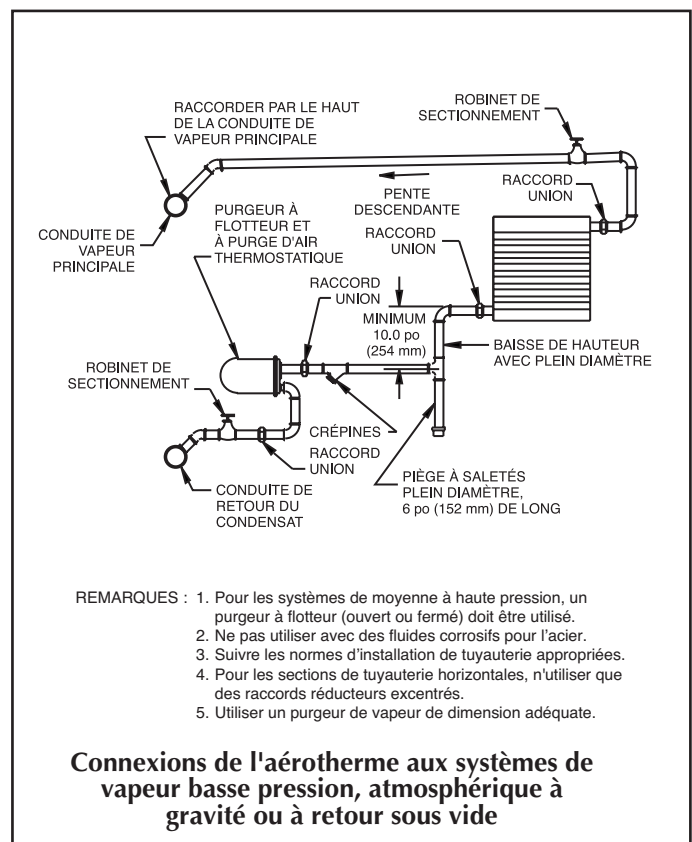 RACCORDER PAR LE HAUT
DE LA CONDUITE DE
VAPEUR PRINCIPALE
ROBINET DE
SECTIONNEMENT
PENTE
DESCENDANTE
RACCORD
UNION
CONDUITE DE
VAPEUR
PRINCIPALE
PURGEUR À
FLOTTEUR ET
À PURGE D'AIR
THERMOSTATIQUE
RACCORD
UNION
RACCORD
UNION
MINIMUM
10.0 po
(254 mm)
BAISSE DE HAUTEUR
AVEC PLEIN DIAMÈTRE
ROBINET DE
SECTIONNEMENT
CRÉPINES
RACCORD
UNION
CONDUITE DE
RETOUR DU
CONDENSAT
PIÈGE À SALETÉS
PLEIN DIAMÈTRE,
6 po (152 mm) DE LONG
REMARQUES : 1. Pour les systèmes de moyenne à haute pression, un
purgeur à flotteur (ouvert ou fermé) doit être utilisé.
2. Ne pas utiliser avec des fluides corrosifs pour l'acier.
3. Suivre les normes d'installation de tuyauterie appropriées.
4. Pour les sections de tuyauterie horizontales, n'utiliser que
des raccords réducteurs excentrés.
5. Utiliser un purgeur de vapeur de dimension adéquate.
Connexions de l'aérotherme aux systèmes de
vapeur basse pression, atmosphérique à
gravité ou à retour sous vide